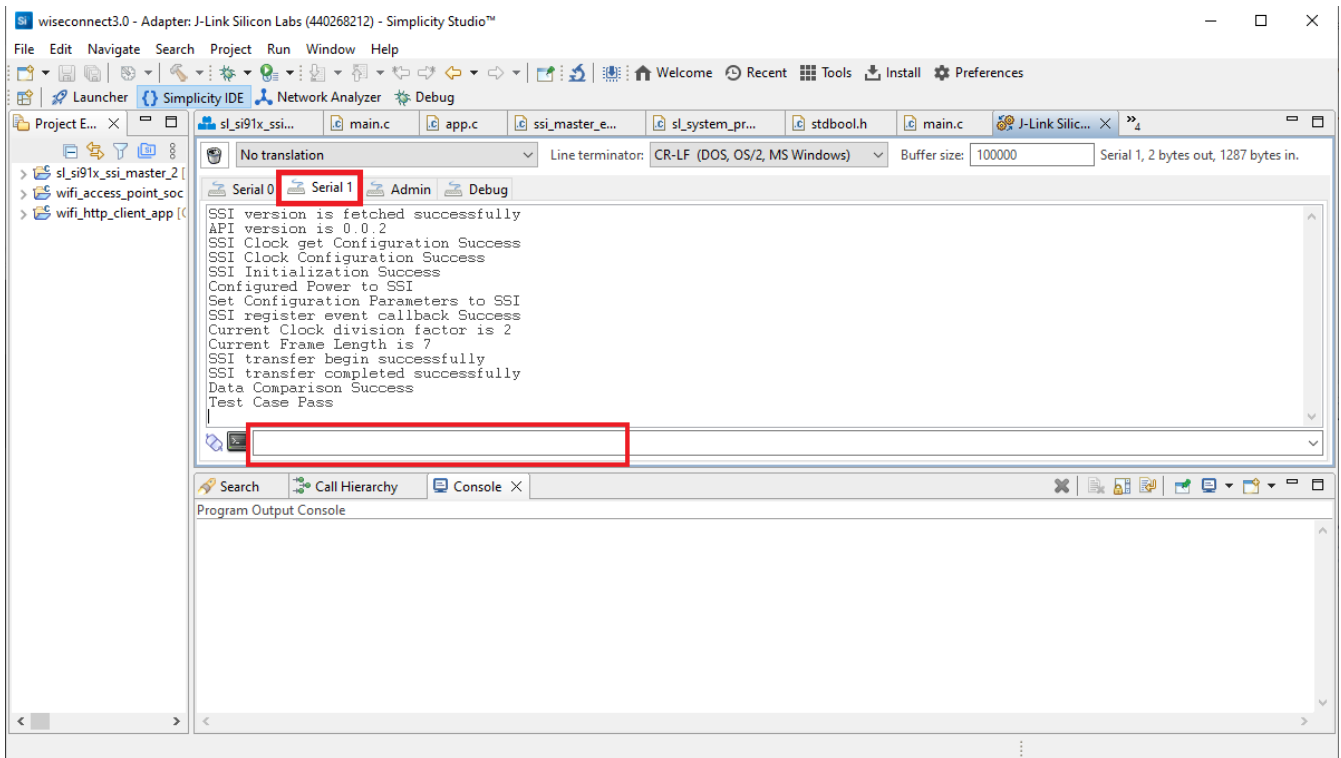 wiseconnect3.0 - Adapter: J-Link Silicon Labs (440268212) - Simplicity Studio™
File Edit Navigate Search Project Run Window Help
Welcome Recent Tools Install Preferences
Launcher {} Simplicity IDE Network Analyzer Debug
Project E...
sl_si91x_ssi... main.c app.c ssi_master_e... sl_system_pr... stdbool.h main.c J-Link Silic... »4
No translation Line terminator: CR-LF (DOS, OS/2, MS Windows) Buffer size: 100000 Serial 1, 2 bytes out, 1287 bytes in.
sl_si91x_ssi_master_2 [
wifi_access_point_soc
wifi_http_client_app [
Serial 0 Serial 1 Admin Debug
SSI version is fetched successfully
API version is 0.0.2
SSI Clock get Configuration Success
SSI Clock Configuration Success
SSI Initialization Success
Configured Power to SSI
Set Configuration Parameters to SSI
SSI register event callback Success
Current Clock division factor is 2
Current Frame Length is 7
SSI transfer begin successfully
SSI transfer completed successfully
Data Comparison Success
Test Case Pass
Search Call Hierarchy Console
Program Output Console